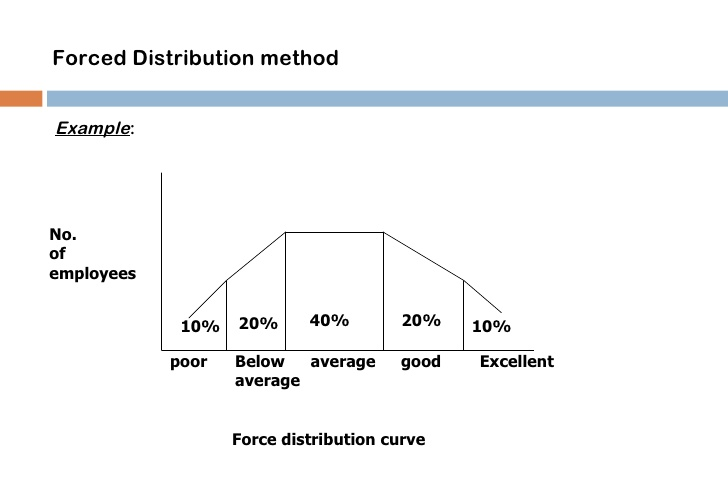 Forced Distribution method
Example:
No.
of
employees
10% 20% 40% 20% 10%
poor Below average good Excellent
average
Force distribution curve